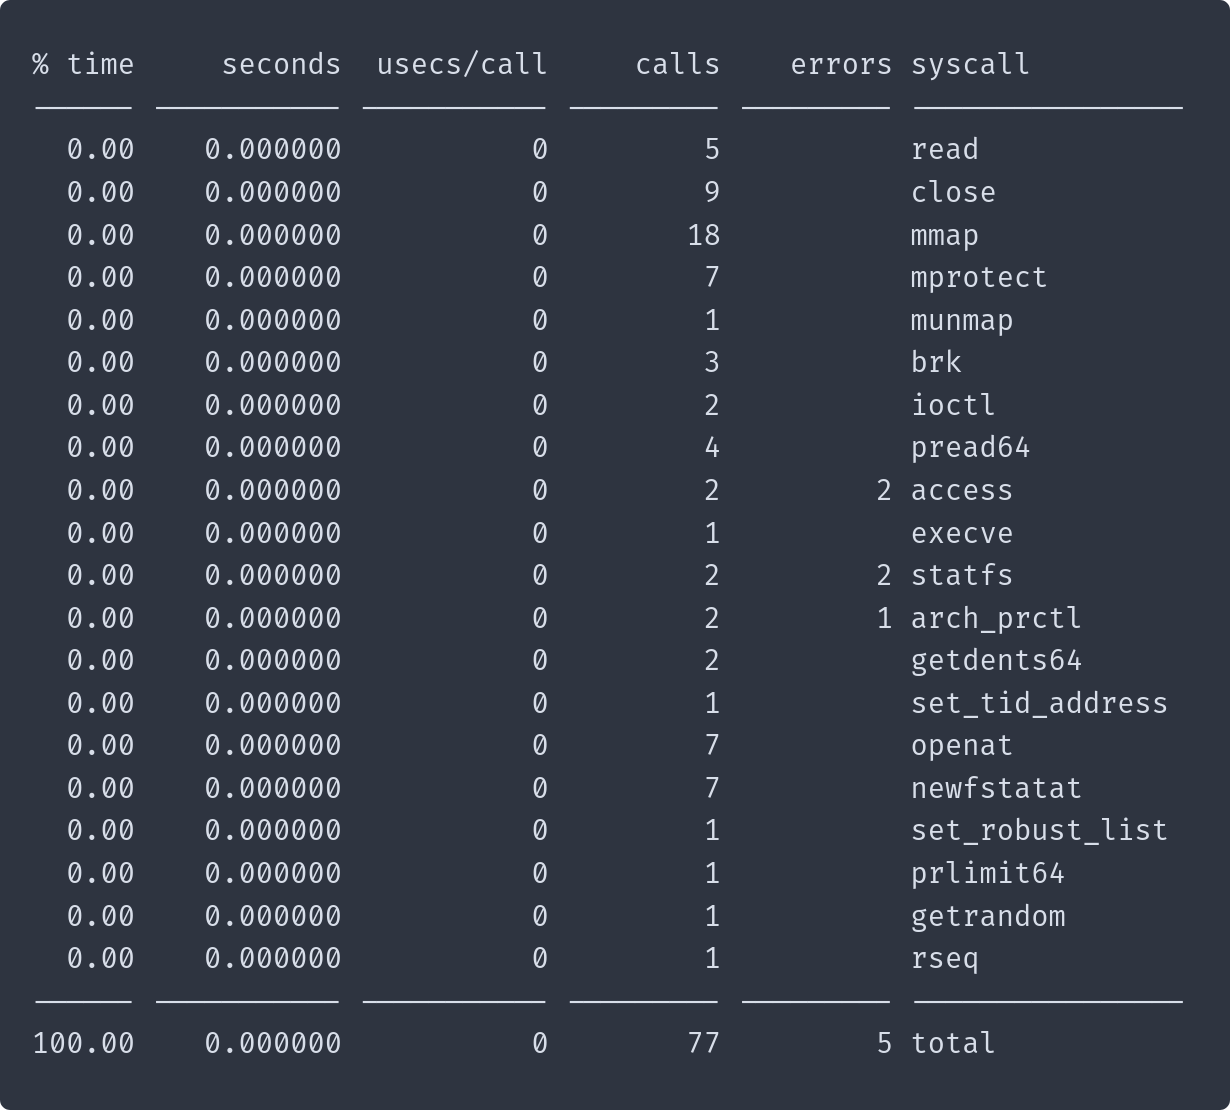 % time     seconds  usecs/call     calls    errors syscall
------ ----------- ----------- --------- --------- ----------------
  0.00    0.000000           0         5           read
  0.00    0.000000           0         9           close
  0.00    0.000000           0        18           mmap
  0.00    0.000000           0         7           mprotect
  0.00    0.000000           0         1           munmap
  0.00    0.000000           0         3           brk
  0.00    0.000000           0         2           ioctl
  0.00    0.000000           0         4           pread64
  0.00    0.000000           0         2         2 access
  0.00    0.000000           0         1           execve
  0.00    0.000000           0         2         2 statfs
  0.00    0.000000           0         2         1 arch_prctl
  0.00    0.000000           0         2           getdents64
  0.00    0.000000           0         1           set_tid_address
  0.00    0.000000           0         7           openat
  0.00    0.000000           0         7           newfstatat
  0.00    0.000000           0         1           set_robust_list
  0.00    0.000000           0         1           prlimit64
  0.00    0.000000           0         1           getrandom
  0.00    0.000000           0         1           rseq
------ ----------- ----------- --------- --------- ----------------
100.00    0.000000           0        77         5 total